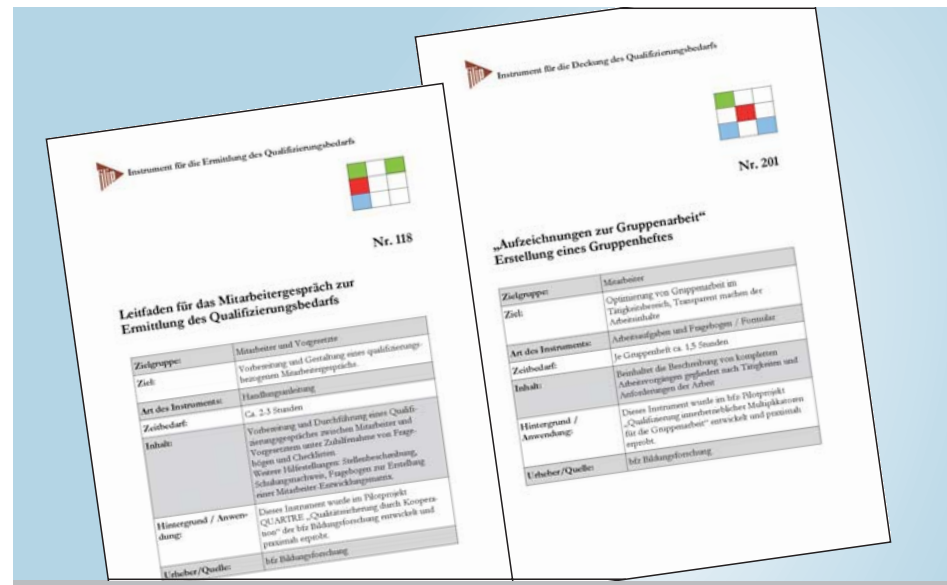 Instrument für die Ermittlung des Qualifizierungsbedarfs
Nr. 118
Leitfaden für das Mitarbeitergespräch zur
Ermittlung des Qualifizierungsbedarfs
Zielgruppe: Mitarbeiter und Vorgesetzte
Ziel: Vorbereitung und Gestaltung eines qualifizierungs-
bezogenen Mitarbeitergesprächs.
Art des Instruments: Handlungsanleitung
Zeitbedarf: Ca. 2-3 Stunden
Inhalt: Vorbereitung und Durchführung eines Qualifi-
zierungsgespräches zwischen Mitarbeiter und
Vorgesetztem unter Zuhilfenahme von Frage-
bögen und Checklisten.
Weitere Hilfestellungen: Stellenbeschreibung,
Schulungsnachweis, Fragebogen zur Erstellung
einer Mitarbeiter-Entwicklungsmatrix.
Hintergrund / Anwen-
dung:
Dieses Instrument wurde im Pilotprojekt
QUARTRE „Qualitätssicherung durch Koopera-
tion“ der bfz Bildungsforschung entwickelt und
praxisnah erprobt.
Urheber/Quelle: bfz Bildungsforschung
Instrument für die Deckung des Qualifizierungsbedarfs
Nr. 201
„Aufzeichnungen zur Gruppenarbeit“
Erstellung eines Gruppenheftes
Zielgruppe: Mitarbeiter
Ziel: Optimierung von Gruppenarbeit im
Tätigkeitsbereich, Transparent machen der
Arbeitsinhalte
Art des Instruments: Arbeitsaufgaben und Fragebogen / Formular
Zeitbedarf: Je Gruppenheft ca. 1,5 Stunden
Inhalt: Beinhaltet die Beschreibung von kompletten
Arbeitsvorgängen gegliedert nach Tätigkeiten und
Anforderungen der Arbeit
Hintergrund /
Anwendung:
Dieses Instrument wurde im bfz Pilotprojekt
„Qualifizierung innerbetrieblicher Multiplikatoren
für die Gruppenarbeit“ entwickelt und praxisnah
erprobt.
Urheber/Quelle: bfz Bildungsforschung